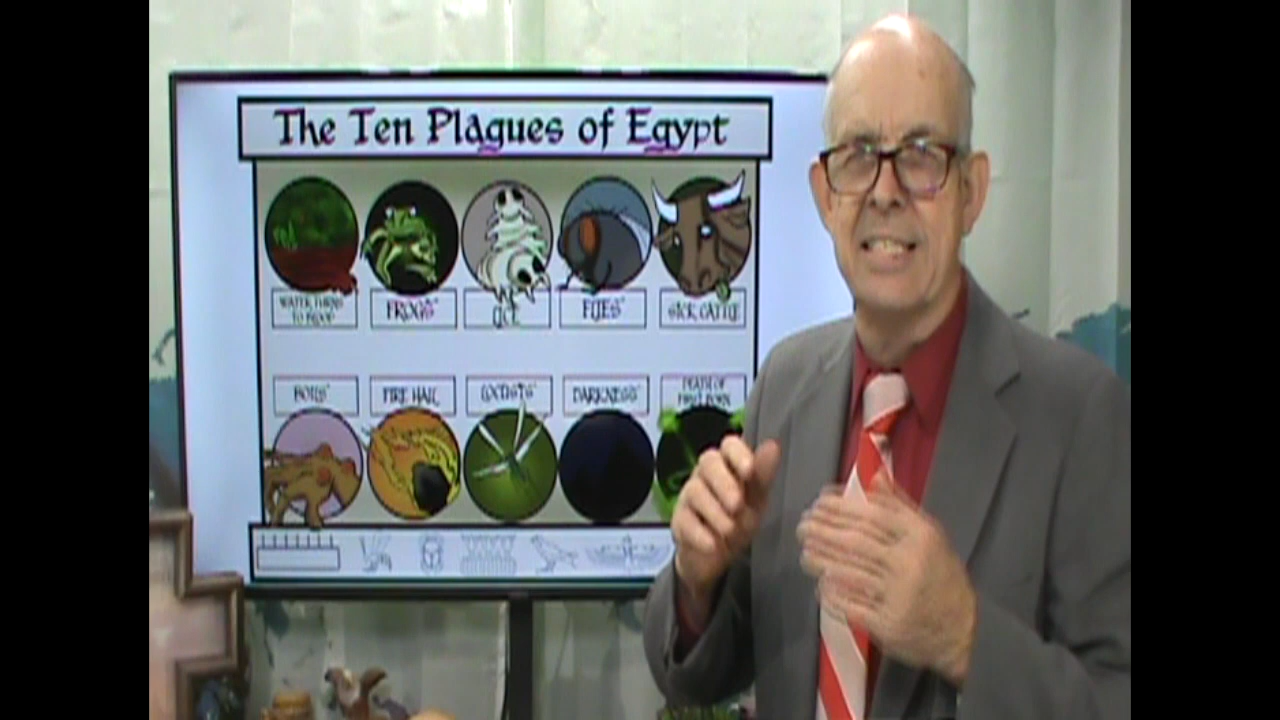 The Ten Plagues of Egypt
WATER TURNS
TO BLOOD
FROGS
LICE
FLIES
SICK CATTLE
BOILS
FIRE HAIL
LOCUSTS
DARKNESS
DEATH OF
FIRST BORN